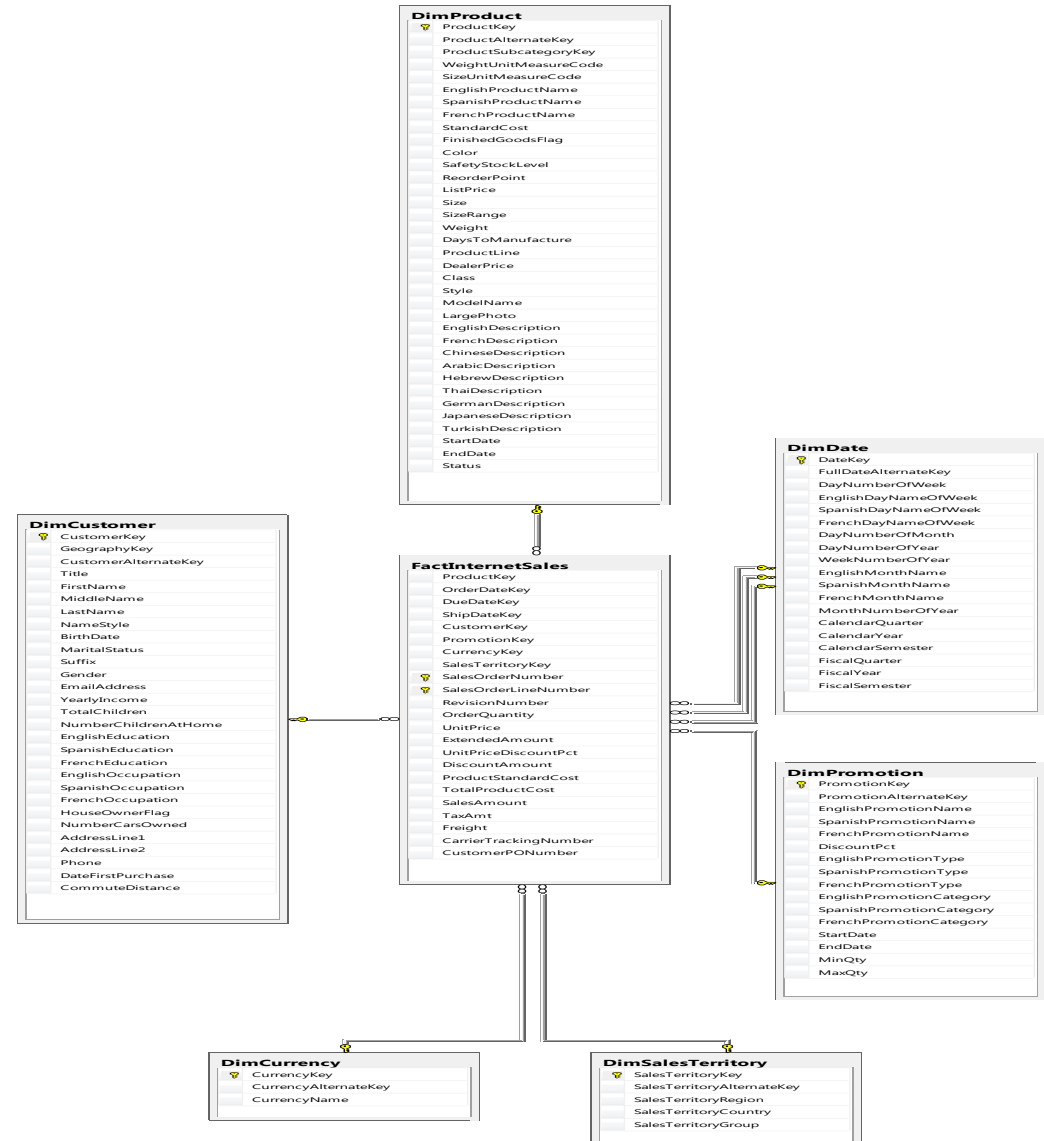 DimProduct
ProductKey
ProductAlternateKey
ProductSubcategoryKey
WeightUnitMeasureCode
SizeUnitMeasureCode
EnglishProductName
SpanishProductName
FrenchProductName
StandardCost
FinishedGoodsFlag
Color
SafetyStockLevel
ReorderPoint
ListPrice
Size
SizeRange
Weight
DaysToManufacture
ProductLine
DealerPrice
Class
Style
ModelName
LargePhoto
EnglishDescription
FrenchDescription
ChineseDescription
ArabicDescription
HebrewDescription
ThaiDescription
GermanDescription
JapaneseDescription
TurkishDescription
StartDate
EndDate
Status
DimCustomer
CustomerKey
GeographyKey
CustomerAlternateKey
Title
FirstName
MiddleName
LastName
NameStyle
BirthDate
MaritalStatus
Suffix
Gender
EmailAddress
YearlyIncome
TotalChildren
NumberChildrenAtHome
EnglishEducation
SpanishEducation
FrenchEducation
EnglishOccupation
SpanishOccupation
FrenchOccupation
HouseOwnerFlag
NumberCarsOwned
AddressLine1
AddressLine2
Phone
DateFirstPurchase
CommuteDistance
FactInternetSales
ProductKey
OrderDateKey
DueDateKey
ShipDateKey
CustomerKey
PromotionKey
CurrencyKey
SalesTerritoryKey
SalesOrderNumber
SalesOrderLineNumber
RevisionNumber
OrderQuantity
UnitPrice
ExtendedAmount
UnitPriceDiscountPct
DiscountAmount
ProductStandardCost
TotalProductCost
SalesAmount
TaxAmt
Freight
CarrierTrackingNumber
CustomerPONumber
DimDate
DateKey
FullDateAlternateKey
DayNumberOfWeek
EnglishDayNameOfWeek
SpanishDayNameOfWeek
FrenchDayNameOfWeek
DayNumberOfMonth
DayNumberOfYear
WeekNumberOfYear
EnglishMonthName
SpanishMonthName
FrenchMonthName
MonthNumberOfYear
CalendarQuarter
CalendarYear
CalendarSemester
FiscalQuarter
FiscalYear
FiscalSemester
DimPromotion
PromotionKey
PromotionAlternateKey
EnglishPromotionName
SpanishPromotionName
FrenchPromotionName
DiscountPct
EnglishPromotionType
SpanishPromotionType
FrenchPromotionType
EnglishPromotionCategory
SpanishPromotionCategory
FrenchPromotionCategory
StartDate
EndDate
MinQty
MaxQty
DimCurrency
CurrencyKey
CurrencyAlternateKey
CurrencyName
DimSalesTerritory
SalesTerritoryKey
SalesTerritoryAlternateKey
SalesTerritoryRegion
SalesTerritoryCountry
SalesTerritoryGroup